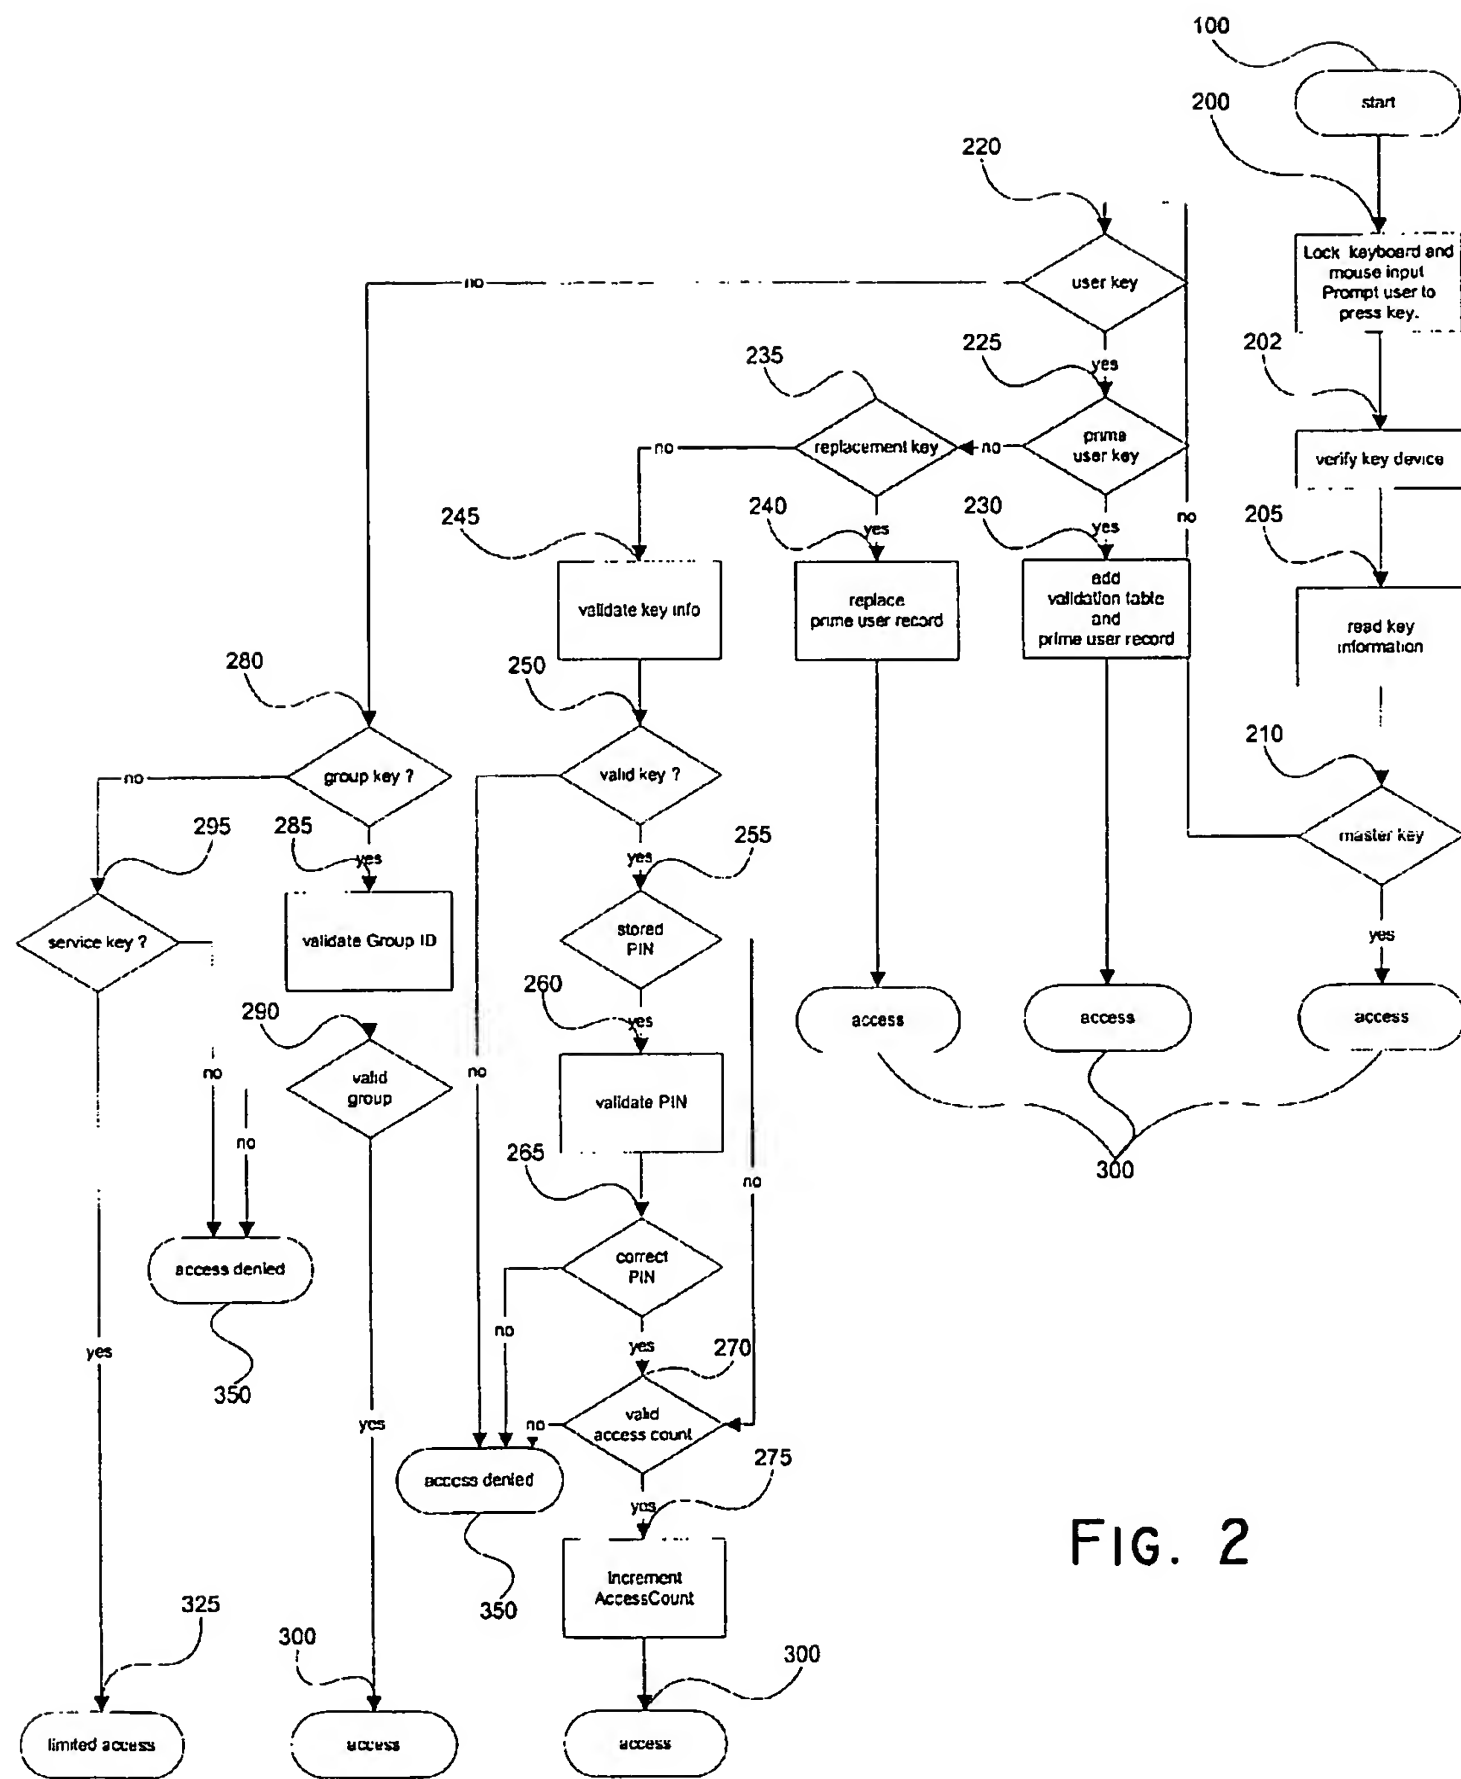 100
start
200
220
Lock keyboard and
mouse input
Prompt user to
press key.
no
user key
202
235
225
yes
verify key device
replacement key
no
prime
user key
no
245
240
yes
230
yes
no
205
validate key info
replace
prime user record
add
validation table
and
prime user record
read key
information
280
250
210
group key ?
no
valid key ?
master key
295
285
yes
yes
255
service key ?
validate Group ID
stored
PIN
yes
260
290
yes
access
access
access
no
valid
group
no
validate PIN
no
265
no
300
access denied
correct
PIN
no
yes
yes
270
350
yes
no
valid
access count
access denied
275
yes
350
Increment
AccessCount
FIG. 2
325
300
300
limited access
access
access